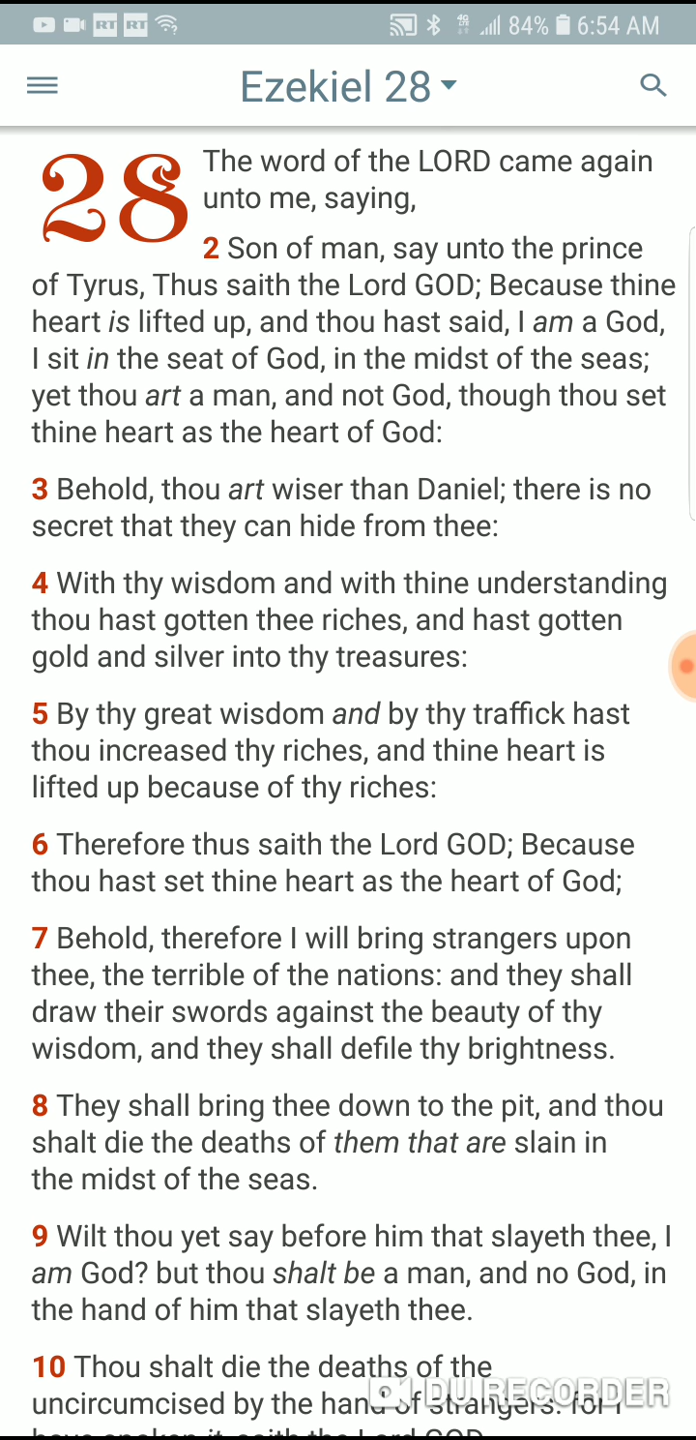 RT RT 4G 84% 6:54 AM
Ezekiel 28
28 The word of the LORD came again
unto me, saying,
2 Son of man, say unto the prince
of Tyrus, Thus saith the Lord GOD; Because thine
heart is lifted up, and thou hast said, I am a God,
I sit in the seat of God, in the midst of the seas;
yet thou art a man, and not God, though thou set
thine heart as the heart of God:
3 Behold, thou art wiser than Daniel; there is no
secret that they can hide from thee:
4 With thy wisdom and with thine understanding
thou hast gotten thee riches, and hast gotten
gold and silver into thy treasures:
5 By thy great wisdom and by thy traffick hast
thou increased thy riches, and thine heart is
lifted up because of thy riches:
6 Therefore thus saith the Lord GOD; Because
thou hast set thine heart as the heart of God;
7 Behold, therefore I will bring strangers upon
thee, the terrible of the nations: and they shall
draw their swords against the beauty of thy
wisdom, and they shall defile thy brightness.
8 They shall bring thee down to the pit, and thou
shalt die the deaths of them that are slain in
the midst of the seas.
9 Wilt thou yet say before him that slayeth thee, I
am God? but thou shalt be a man, and no God, in
the hand of him that slayeth thee.
10 Thou shalt die the deaths of the
uncircumcised by the hand of strangers: for I
have spoken it, saith the Lord GOD
DU RECORDER